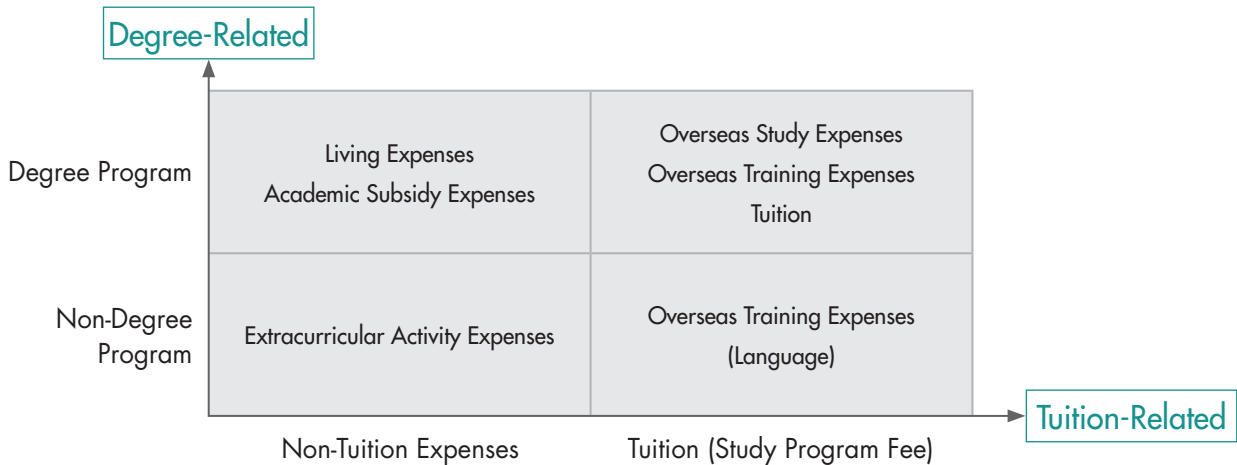 Degree-Related
Degree Program
Living Expenses
Academic Subsidy Expenses
Overseas Study Expenses
Overseas Training Expenses
Tuition
Non-Degree
Program
Extracurricular Activity Expenses
Overseas Training Expenses
(Language)
Tuition-Related
Non-Tuition Expenses
Tuition (Study Program Fee)